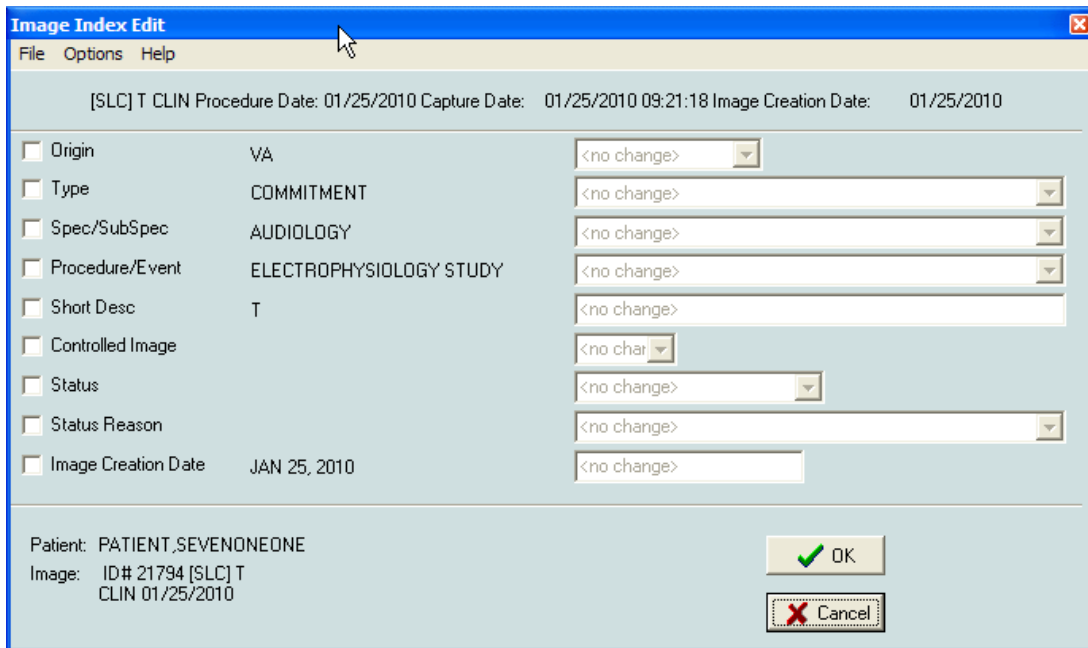 Image Index Edit
File Options Help
[SLC] T CLIN Procedure Date: 01/25/2010 Capture Date: 01/25/2010 09:21:18 Image Creation Date: 01/25/2010
Origin VA <no change>
Type COMMITMENT <no change>
Spec/SubSpec AUDIOLOGY <no change>
Procedure/Event ELECTROPHYSIOLOGY STUDY <no change>
Short Desc T <no change>
Controlled Image <no char
Status <no change>
Status Reason <no change>
Image Creation Date JAN 25, 2010 <no change>
Patient: PATIENT,SEVENONEONE
OK
Image: ID# 21794 [SLC] T
CLIN 01/25/2010
Cancel